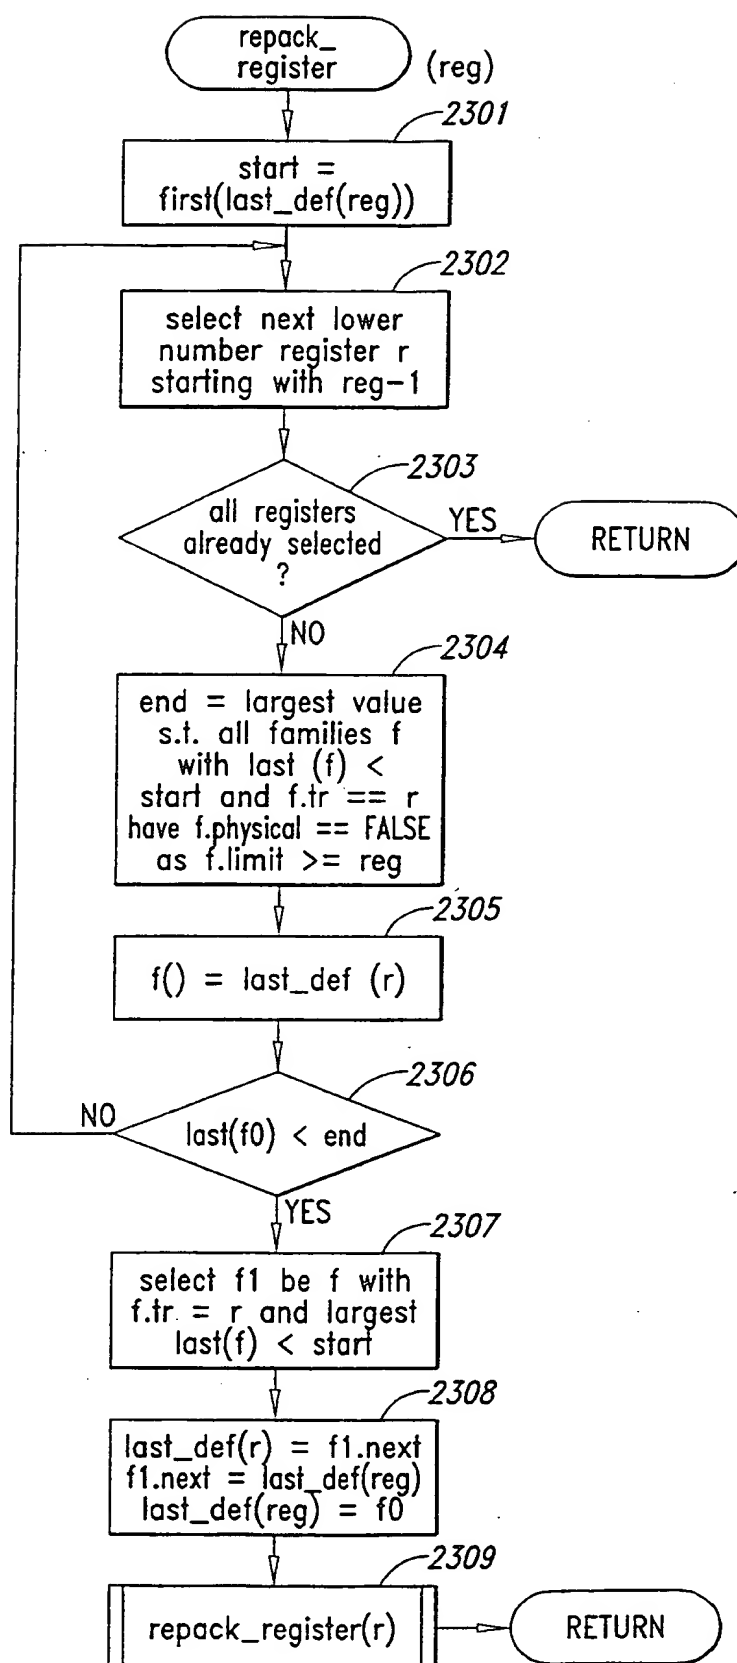 repack_
register
(reg)
2301
start =
first(last_def(reg))
2302
select next lower
number register r
starting with reg-1
2303
all registers
already selected
?
YES
RETURN
NO
2304
end = largest value
s.t. all families f
with last (f) <
start and f.tr == r
have f.physical == FALSE
as f.limit >= reg
2305
f() = last_def (r)
2306
NO
last(f0) < end
YES
2307
select f1 be f with
f.tr = r and largest
last(f) < start
2308
last_def(r) = f1.next
f1.next = last_def(reg)
last_def(reg) = f0
2309
repack_register(r)
RETURN